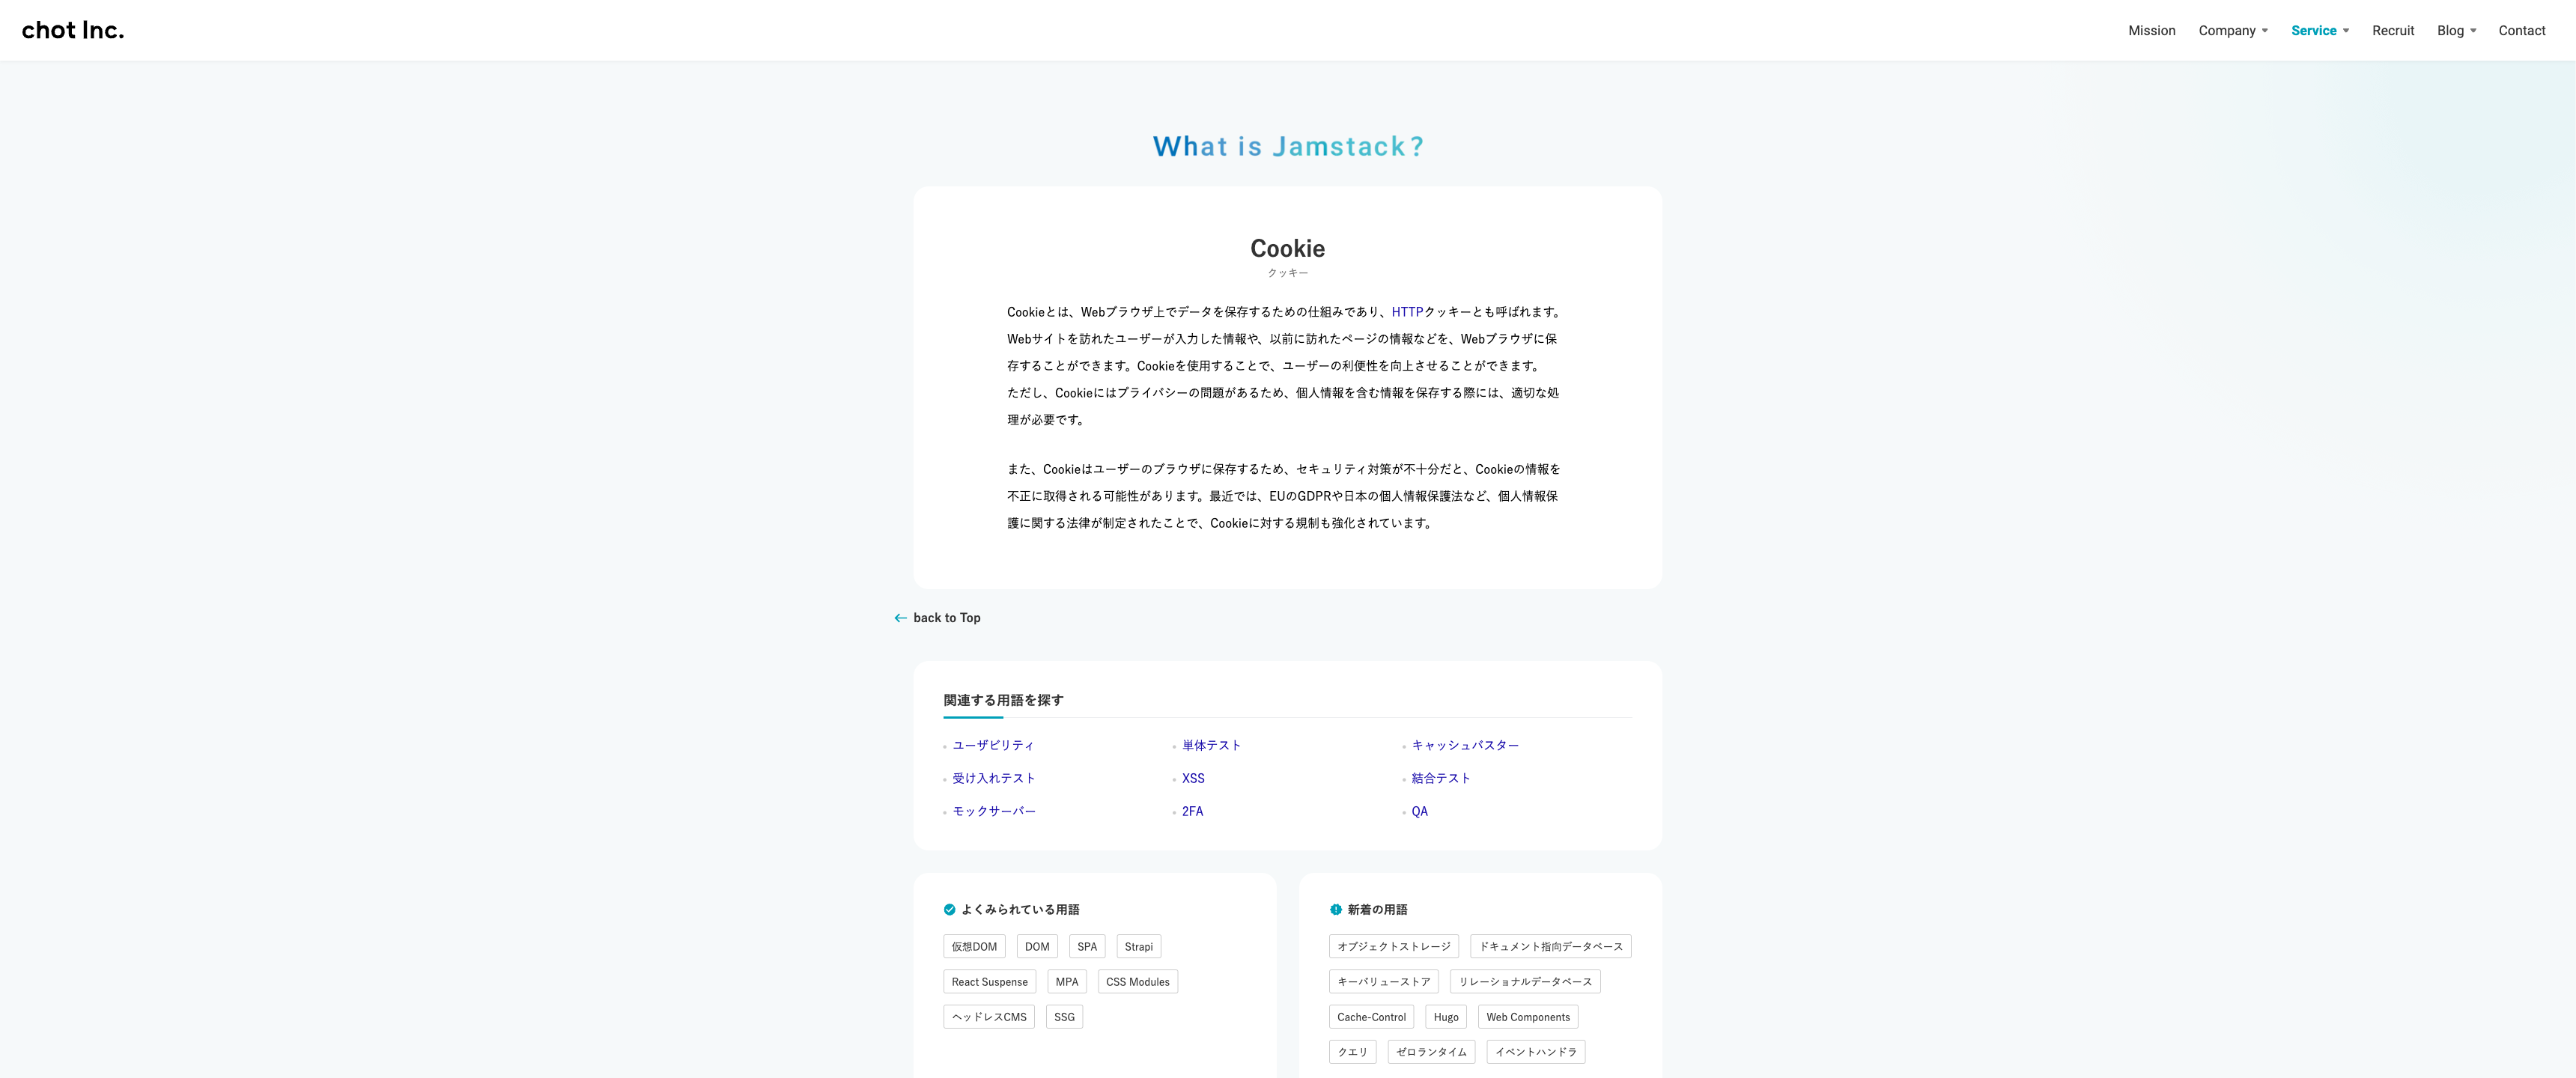 chot Inc.
Mission Company Service Recruit Blog Contact
What is Jamstack?
Cookie
クッキー
Cookieとは、Webブラウザ上でデータを保存するための仕組みであり、HTTPクッキーとも呼ばれます。
Webサイトを訪れたユーザーが入力した情報や、以前に訪れたページの情報などを、Webブラウザに保
存することができます。Cookieを使用することで、ユーザーの利便性を向上させることができます。
ただし、Cookieにはプライバシーの問題があるため、個人情報を含む情報を保存する際には、適切な処
理が必要です。
また、Cookieはユーザーのブラウザに保存するため、セキュリティ対策が不十分だと、Cookieの情報を
不正に取得される可能性があります。最近では、EUのGDPRや日本の個人情報保護法など、個人情報保
護に関する法律が制定されたことで、Cookieに対する規制も強化されています。
back to Top
関連する用語を探す
ユーザビリティ 単体テスト キャッシュバスター
受け入れテスト XSS 結合テスト
モックサーバー 2FA QA
よくみられている用語
仮想DOM DOM SPA Strapi
React Suspense MPA CSS Modules
ヘッドレスCMS SSG
新着の用語
オブジェクトストレージ ドキュメント指向データベース
キーバリューストア リレーショナルデータベース
Cache-Control Hugo Web Components
クエリ ゼロランタイム イベントハンドラ